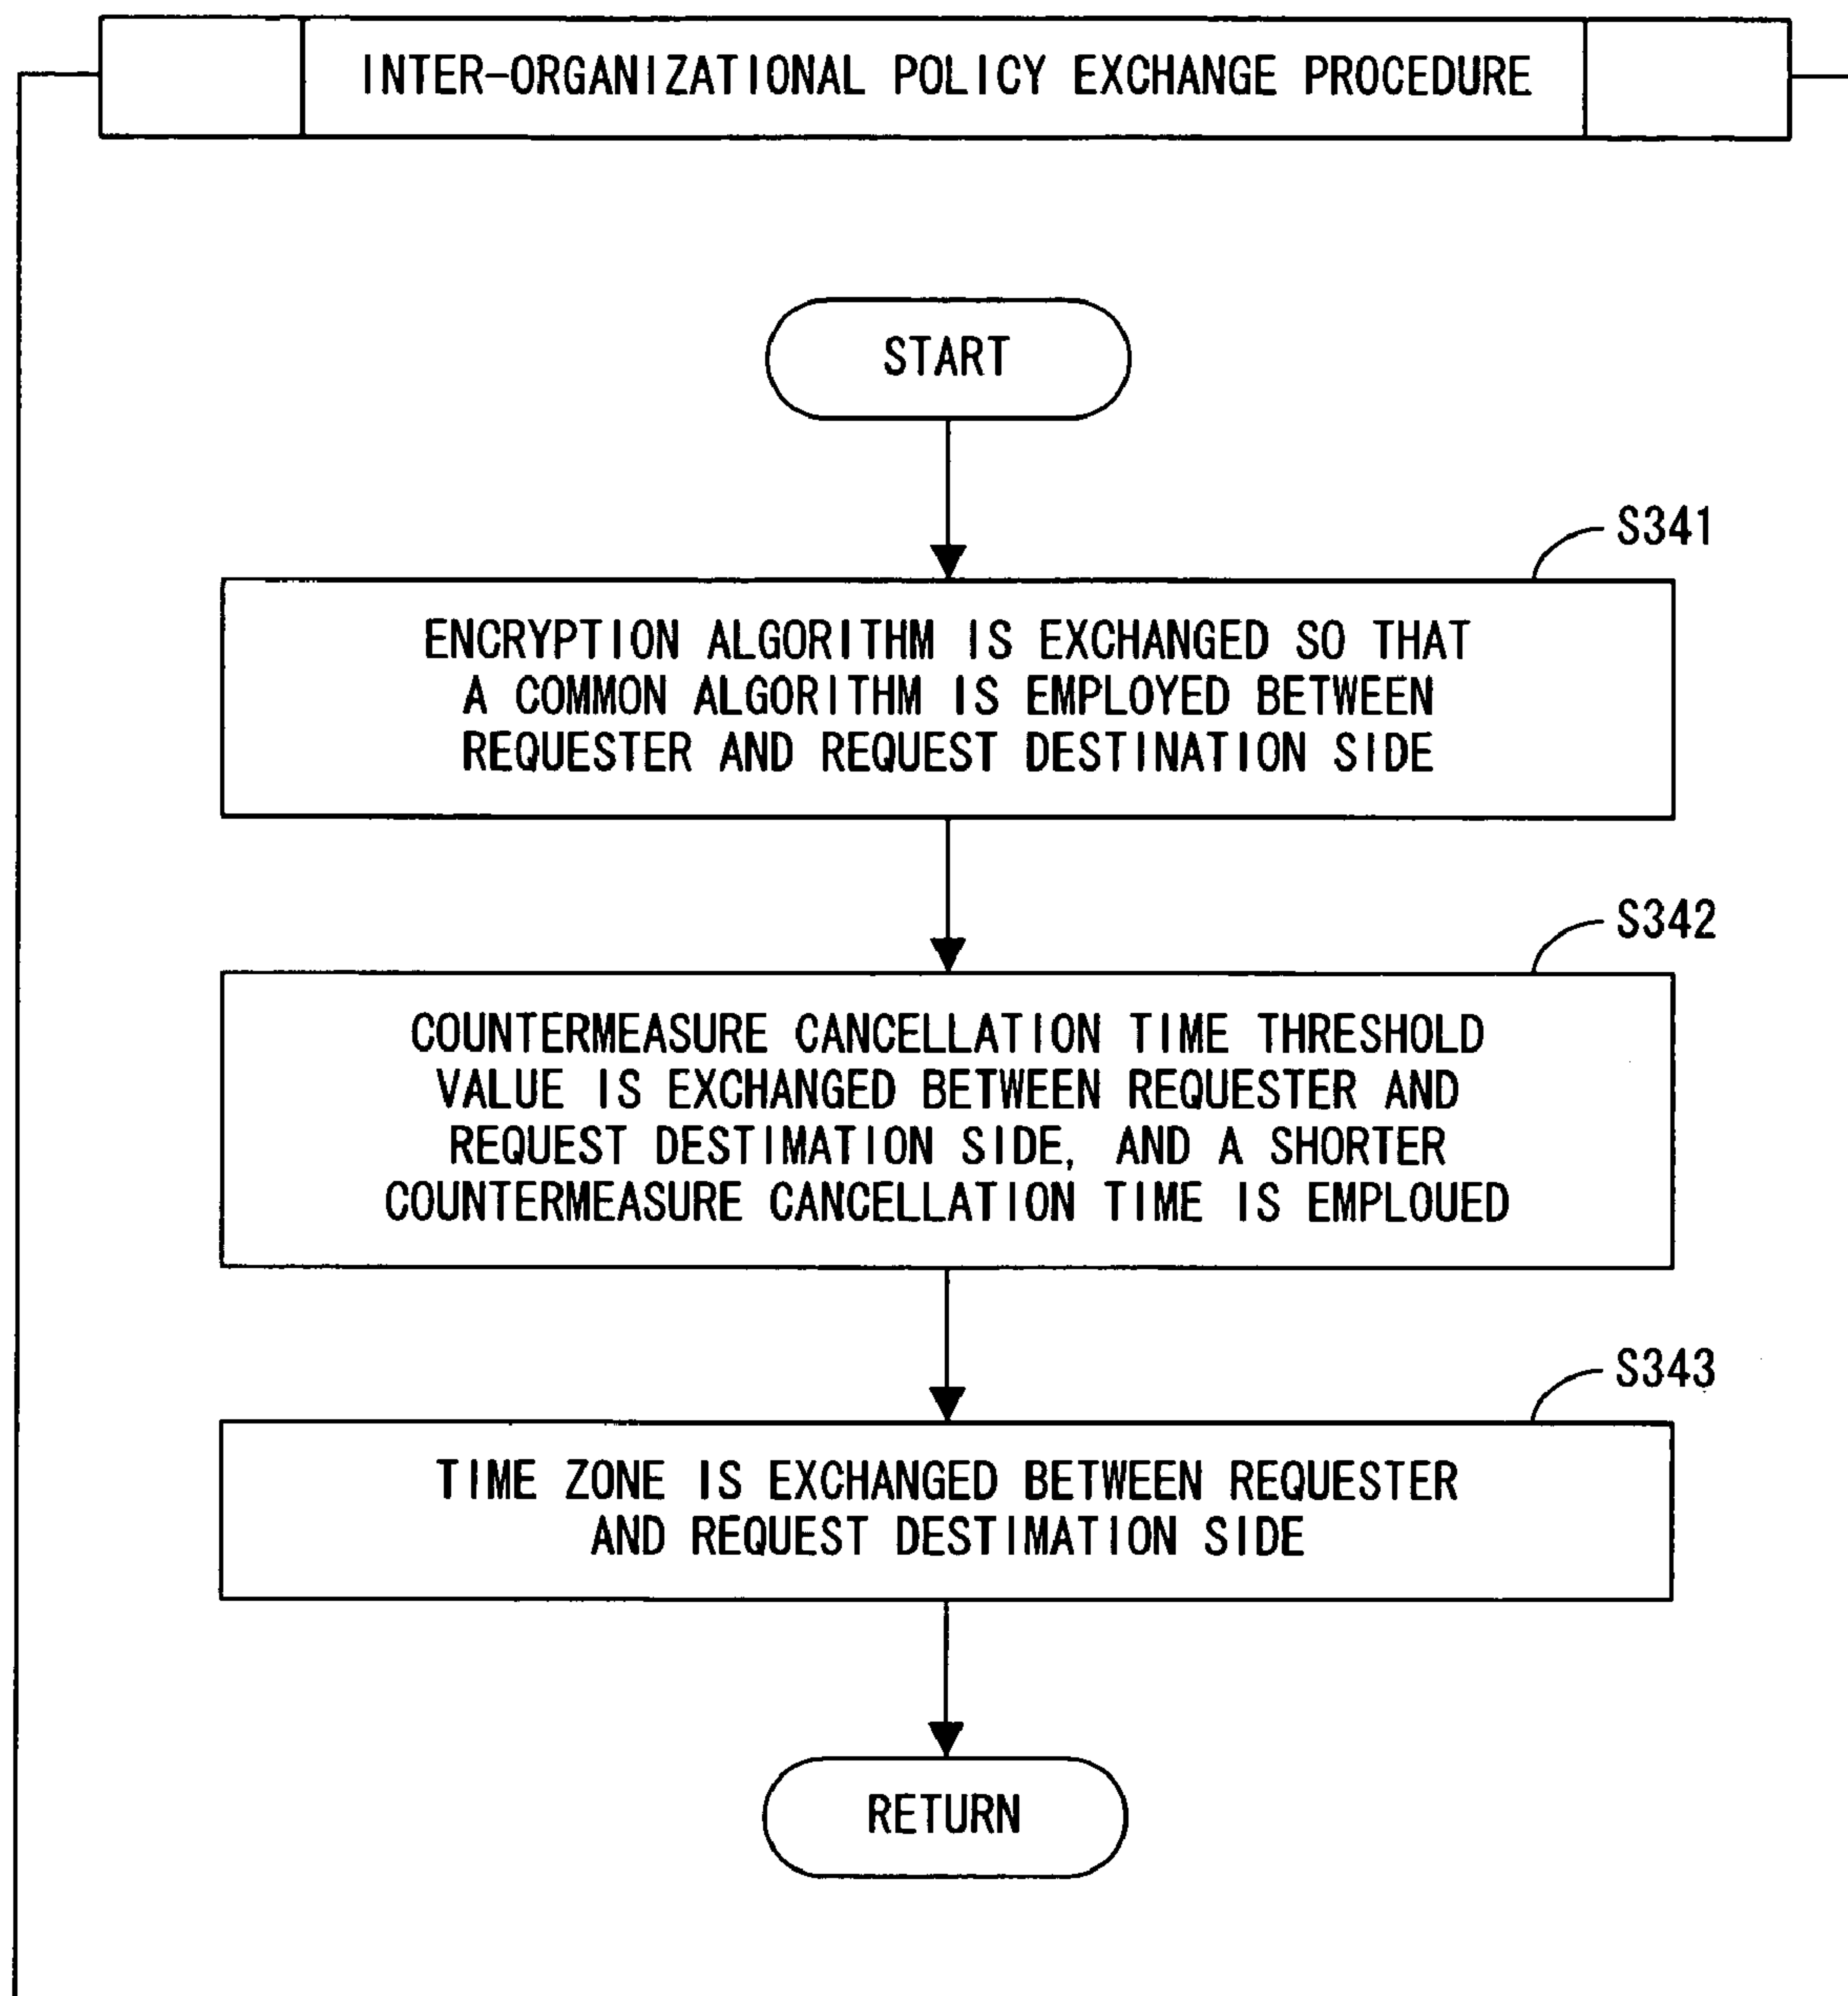 INTER-ORGANIZATIONAL POLICY EXCHANGE PROCEDURE
START
S341
ENCRYPTION ALGORITHM IS EXCHANGED SO THAT
A COMMON ALGORITHM IS EMPLOYED BETWEEN
REQUESTER AND REQUEST DESTINATION SIDE
S342
COUNTERMEASURE CANCELLATION TIME THRESHOLD
VALUE IS EXCHANGED BETWEEN REQUESTER AND
REQUEST DESTIMATION SIDE, AND A SHORTER
COUNTERMEASURE CANCELLATION TIME IS EMPLOUED
S343
TIME ZONE IS EXCHANGED BETWEEN REQUESTER
AND REQUEST DESTIMATION SIDE
RETURN